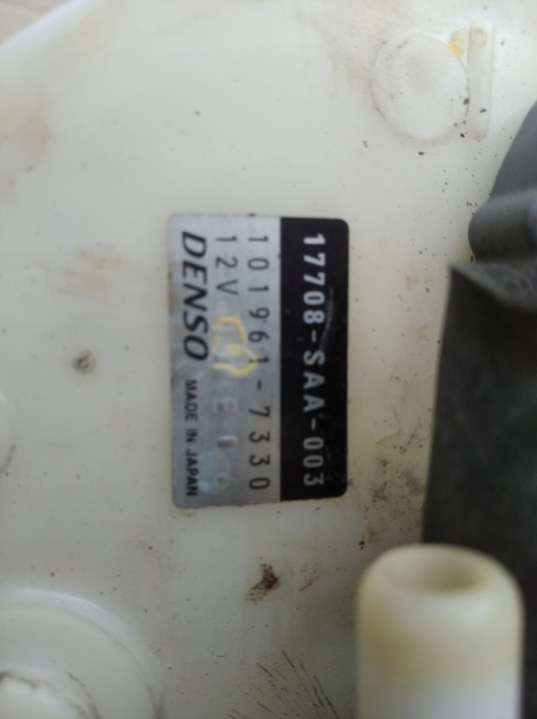 17708-SAA-003
101961-7330
12V
DENSO MADE IN JAPAN